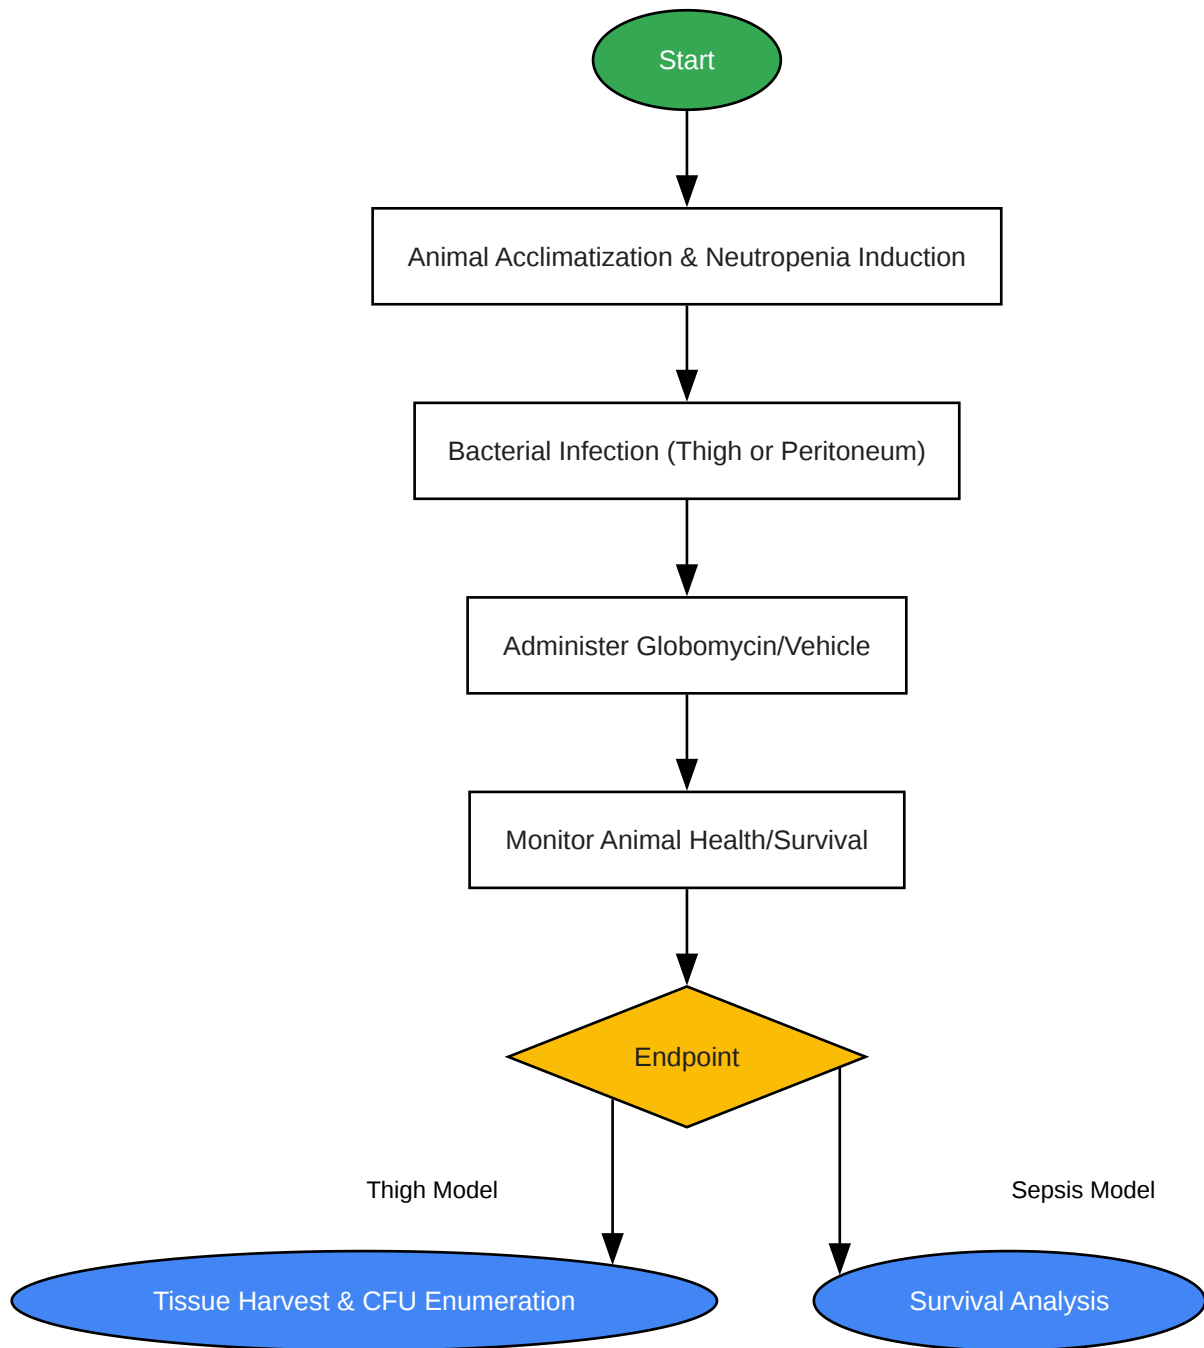 Start
Animal Acclimatization & Neutropenia Induction
Bacterial Infection (Thigh or Peritoneum)
Administer Globomycin/Vehicle
Monitor Animal Health/Survival
Endpoint
Thigh Model
Sepsis Model
Tissue Harvest & CFU Enumeration
Survival Analysis